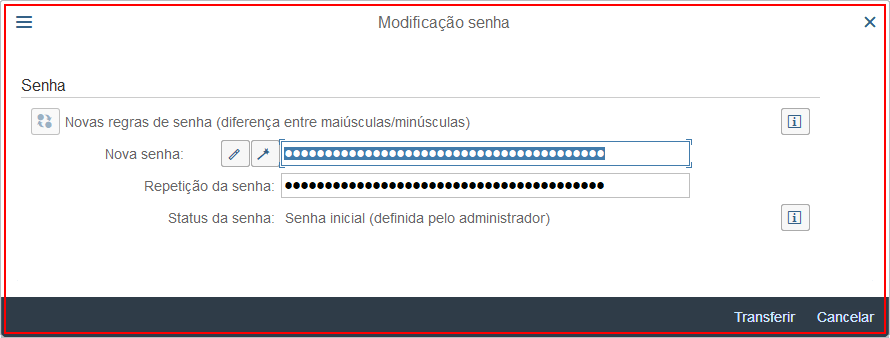 Modificação senha
Senha
Novas regras de senha (diferença entre maiúsculas/minúsculas)
Nova senha: ●●●●●●●●●●●●●●●●●●●●●●●●●●●●●●●●●●●●●●●●
Repetição da senha: ●●●●●●●●●●●●●●●●●●●●●●●●●●●●●●●●●●●●●●●●
Status da senha: Senha inicial (definida pelo administrador)
Transferir Cancelar